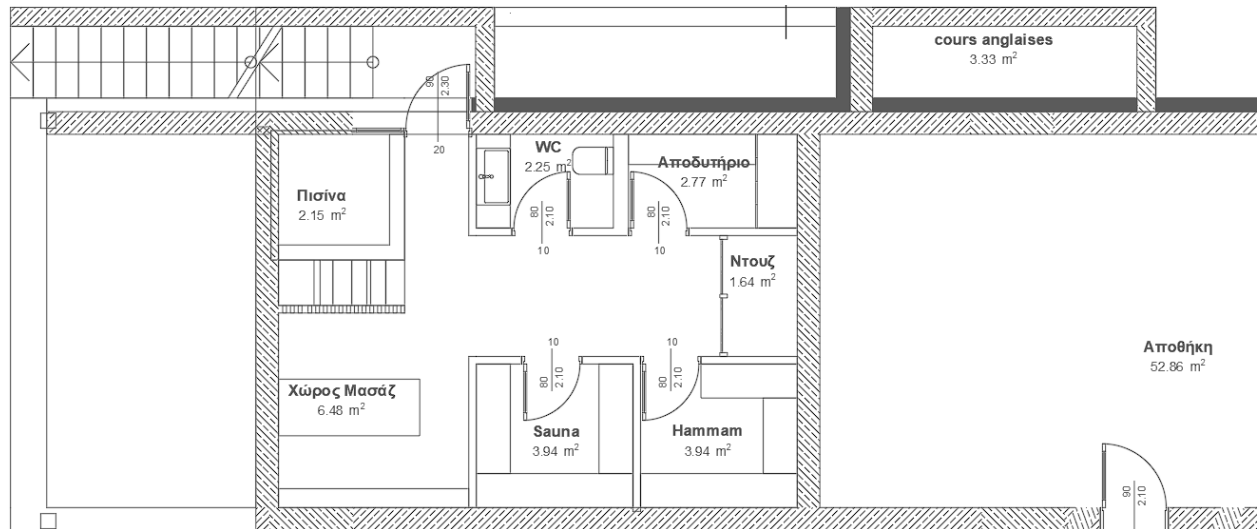 cours anglaises
3.33 m²
90
2.30
20
WC
2.25 m²
Αποδυτήριο
2.77 m²
Πισίνα
2.15 m²
80
2.10
10
80
2.10
10
Ντουζ
1.64 m²
10
80
2.10
10
80
2.10
Αποθήκη
52.86 m²
Χώρος Μασάζ
6.48 m²
Sauna
3.94 m²
Hammam
3.94 m²
90
2.10